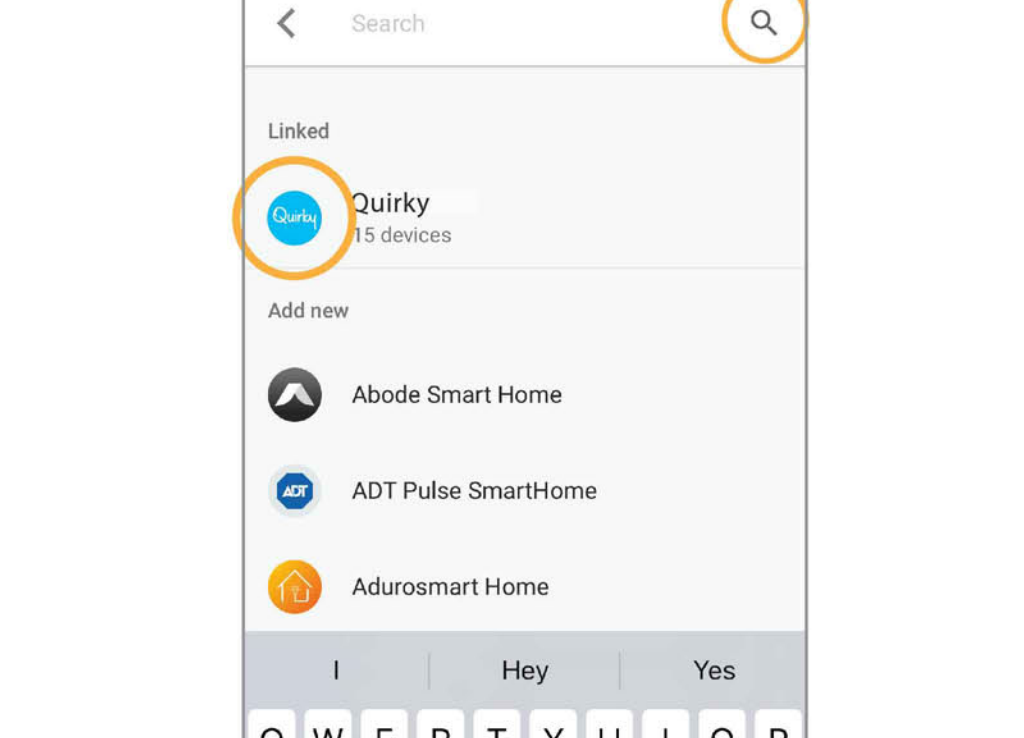 Search
Linked
Quirky
Quirky
15 devices
Add new
Abode Smart Home
ADT
ADT Pulse SmartHome
Adurosmart Home
I Hey Yes
Q W E R T Y U I O P